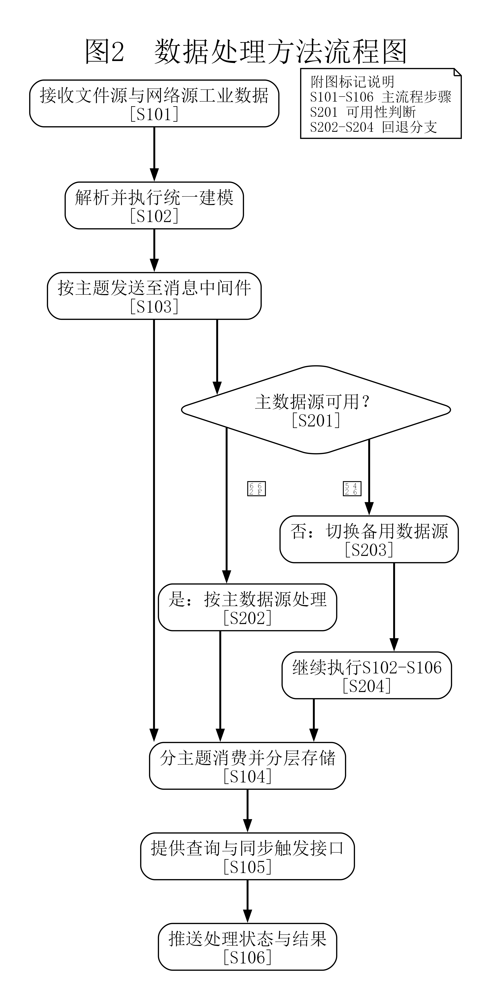 图2　数据处理方法流程图
附图标记说明
S101-S106 主流程步骤
S201 可用性判断
S202-S204 回退分支
接收文件源与网络源工业数据
[S101]
解析并执行统一建模
[S102]
按主题发送至消息中间件
[S103]
主数据源可用？
[S201]
6 6
2 F
5 4
2 6
否：切换备用数据源
[S203]
是：按主数据源处理
[S202]
继续执行S102-S106
[S204]
分主题消费并分层存储
[S104]
提供查询与同步触发接口
[S105]
推送处理状态与结果
[S106]